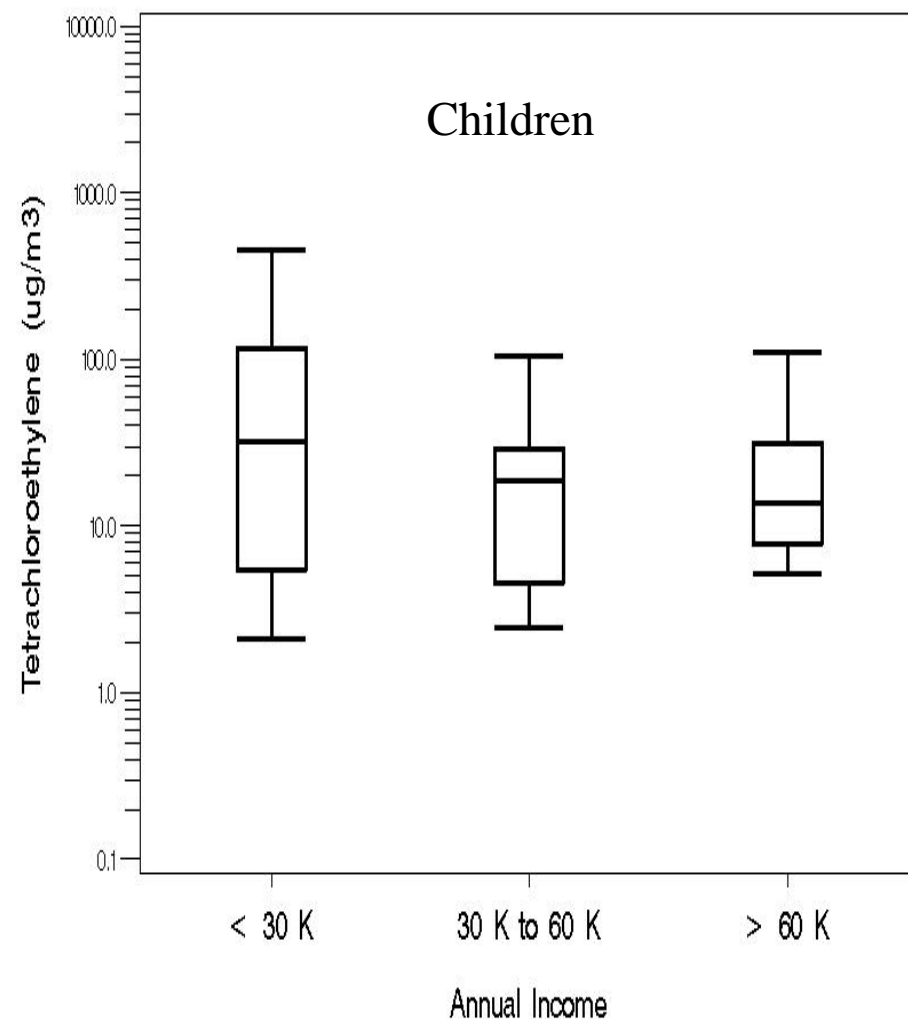 Children
Tetrachloroethylene (ug/m3)
10000.0
1000.0
100.0
10.0
1.0
0.1
< 30 K
30 K to 60 K
> 60 K
Annual Income